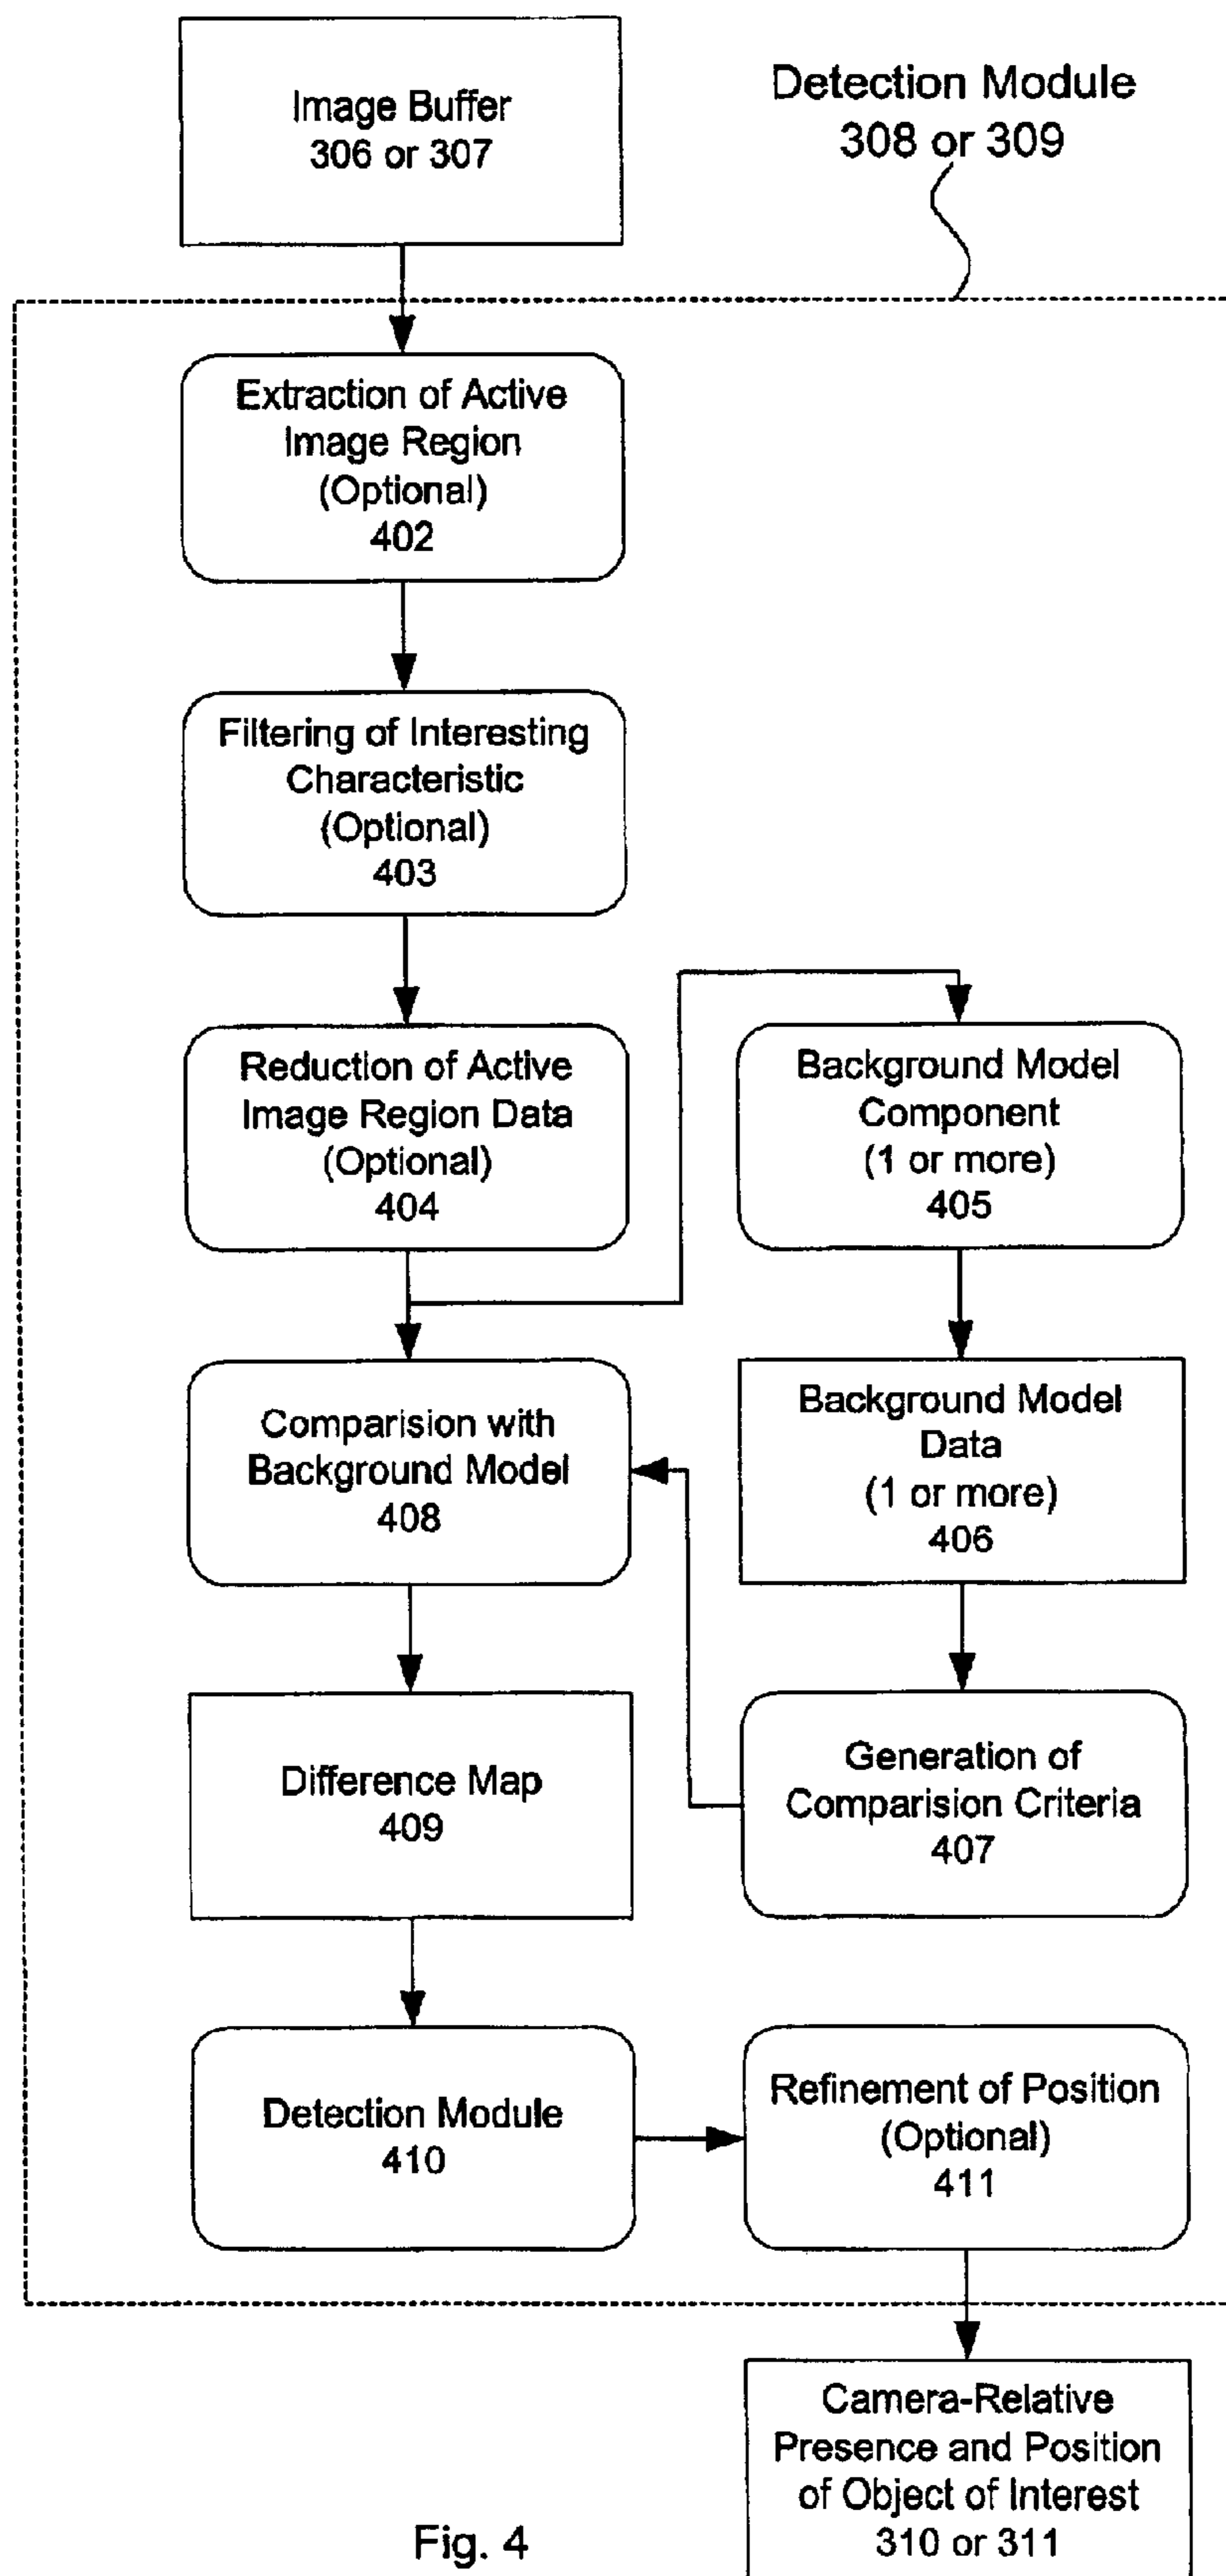 Image Buffer
306 or 307
Detection Module
308 or 309
Extraction of Active
Image Region
(Optional)
402
Filtering of Interesting
Characteristic
(Optional)
403
Reduction of Active
Image Region Data
(Optional)
404
Background Model
Component
(1 or more)
405
Comparision with
Background Model
408
Background Model
Data
(1 or more)
406
Difference Map
409
Generation of
Comparision Criteria
407
Detection Module
410
Refinement of Position
(Optional)
411
Camera-Relative
Presence and Position
of Object of Interest
310 or 311
Fig. 4